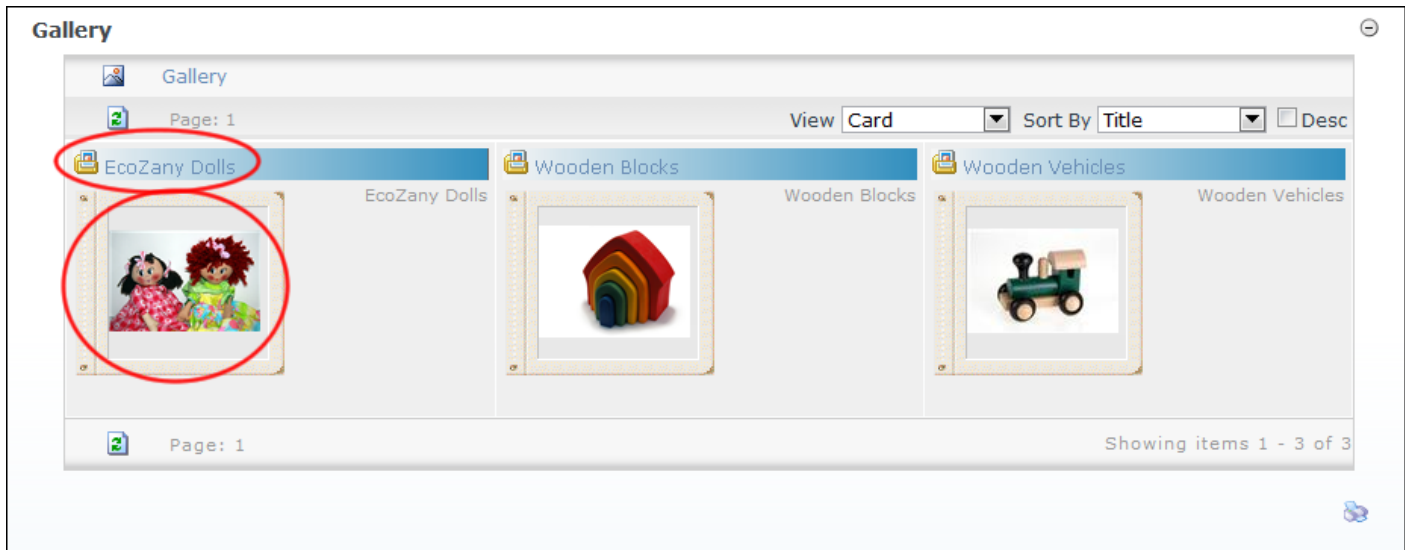 Gallery
Gallery
Page: 1 View Card Sort By Title Desc
EcoZany Dolls Wooden Blocks Wooden Vehicles
EcoZany Dolls Wooden Blocks Wooden Vehicles
Page: 1 Showing items 1 - 3 of 3